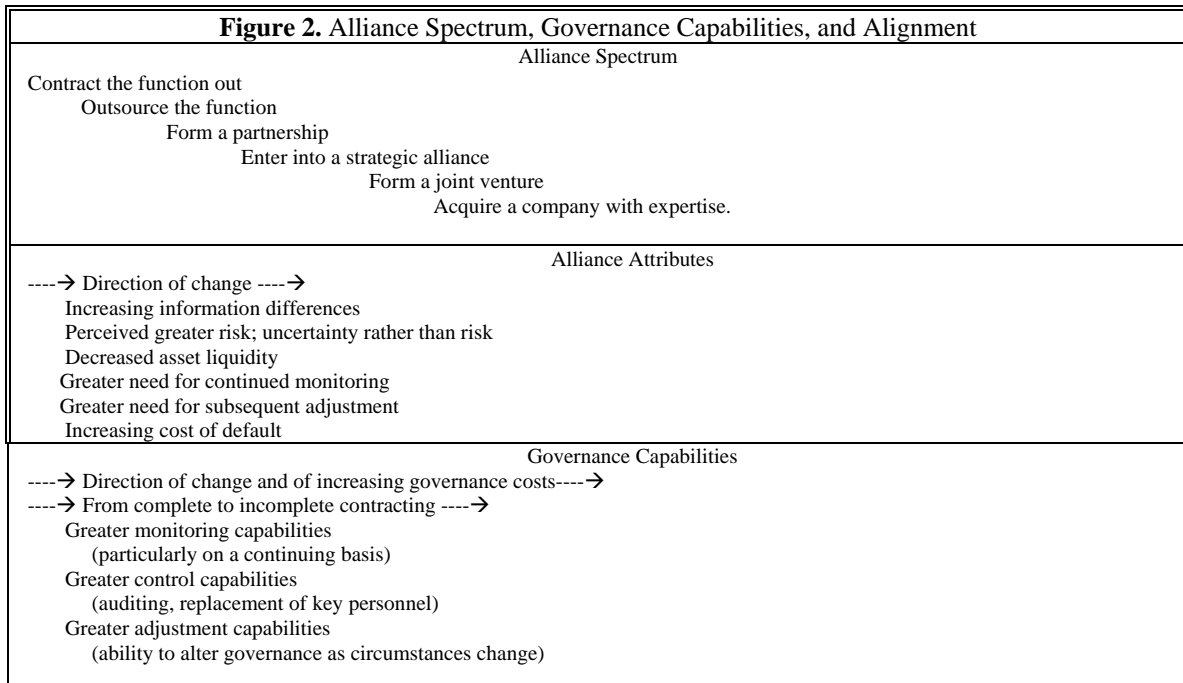 Figure 2. Alliance Spectrum, Governance Capabilities, and Alignment
Alliance Spectrum
Contract the function out
Outsource the function
Form a partnership
Enter into a strategic alliance
Form a joint venture
Acquire a company with expertise.
Alliance Attributes
----→ Direction of change ----→
Increasing information differences
Perceived greater risk; uncertainty rather than risk
Decreased asset liquidity
Greater need for continued monitoring
Greater need for subsequent adjustment
Increasing cost of default
Governance Capabilities
----→ Direction of change and of increasing governance costs----→
----→ From complete to incomplete contracting ----→
Greater monitoring capabilities
(particularly on a continuing basis)
Greater control capabilities
(auditing, replacement of key personnel)
Greater adjustment capabilities
(ability to alter governance as circumstances change)